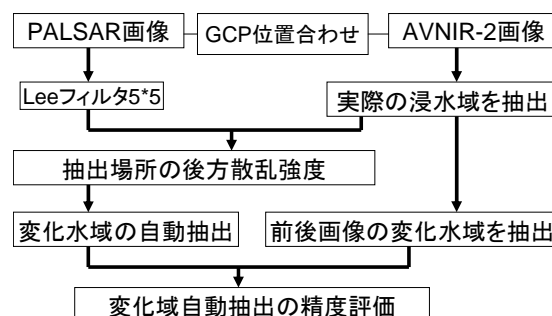 PALSAR画像
GCP位置合わせ
AVNIR-2画像
Leeフィルタ5*5
実際の浸水域を抽出
抽出場所の後方散乱強度
変化水域の自動抽出
前後画像の変化水域を抽出
変化域自動抽出の精度評価